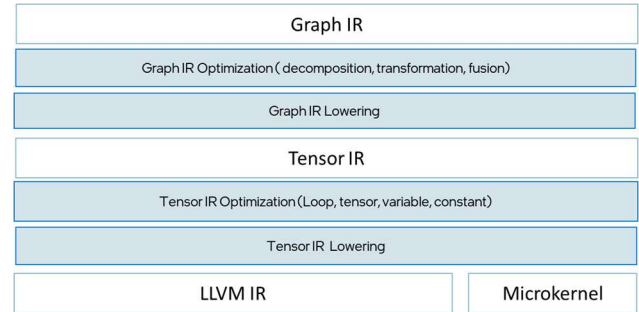 Graph IR
Graph IR Optimization ( decomposition, transformation, fusion)
Graph IR Lowering
Tensor IR
Tensor IR Optimization (Loop, tensor, variable, constant)
Tensor IR Lowering
LLVM IR
Microkernel